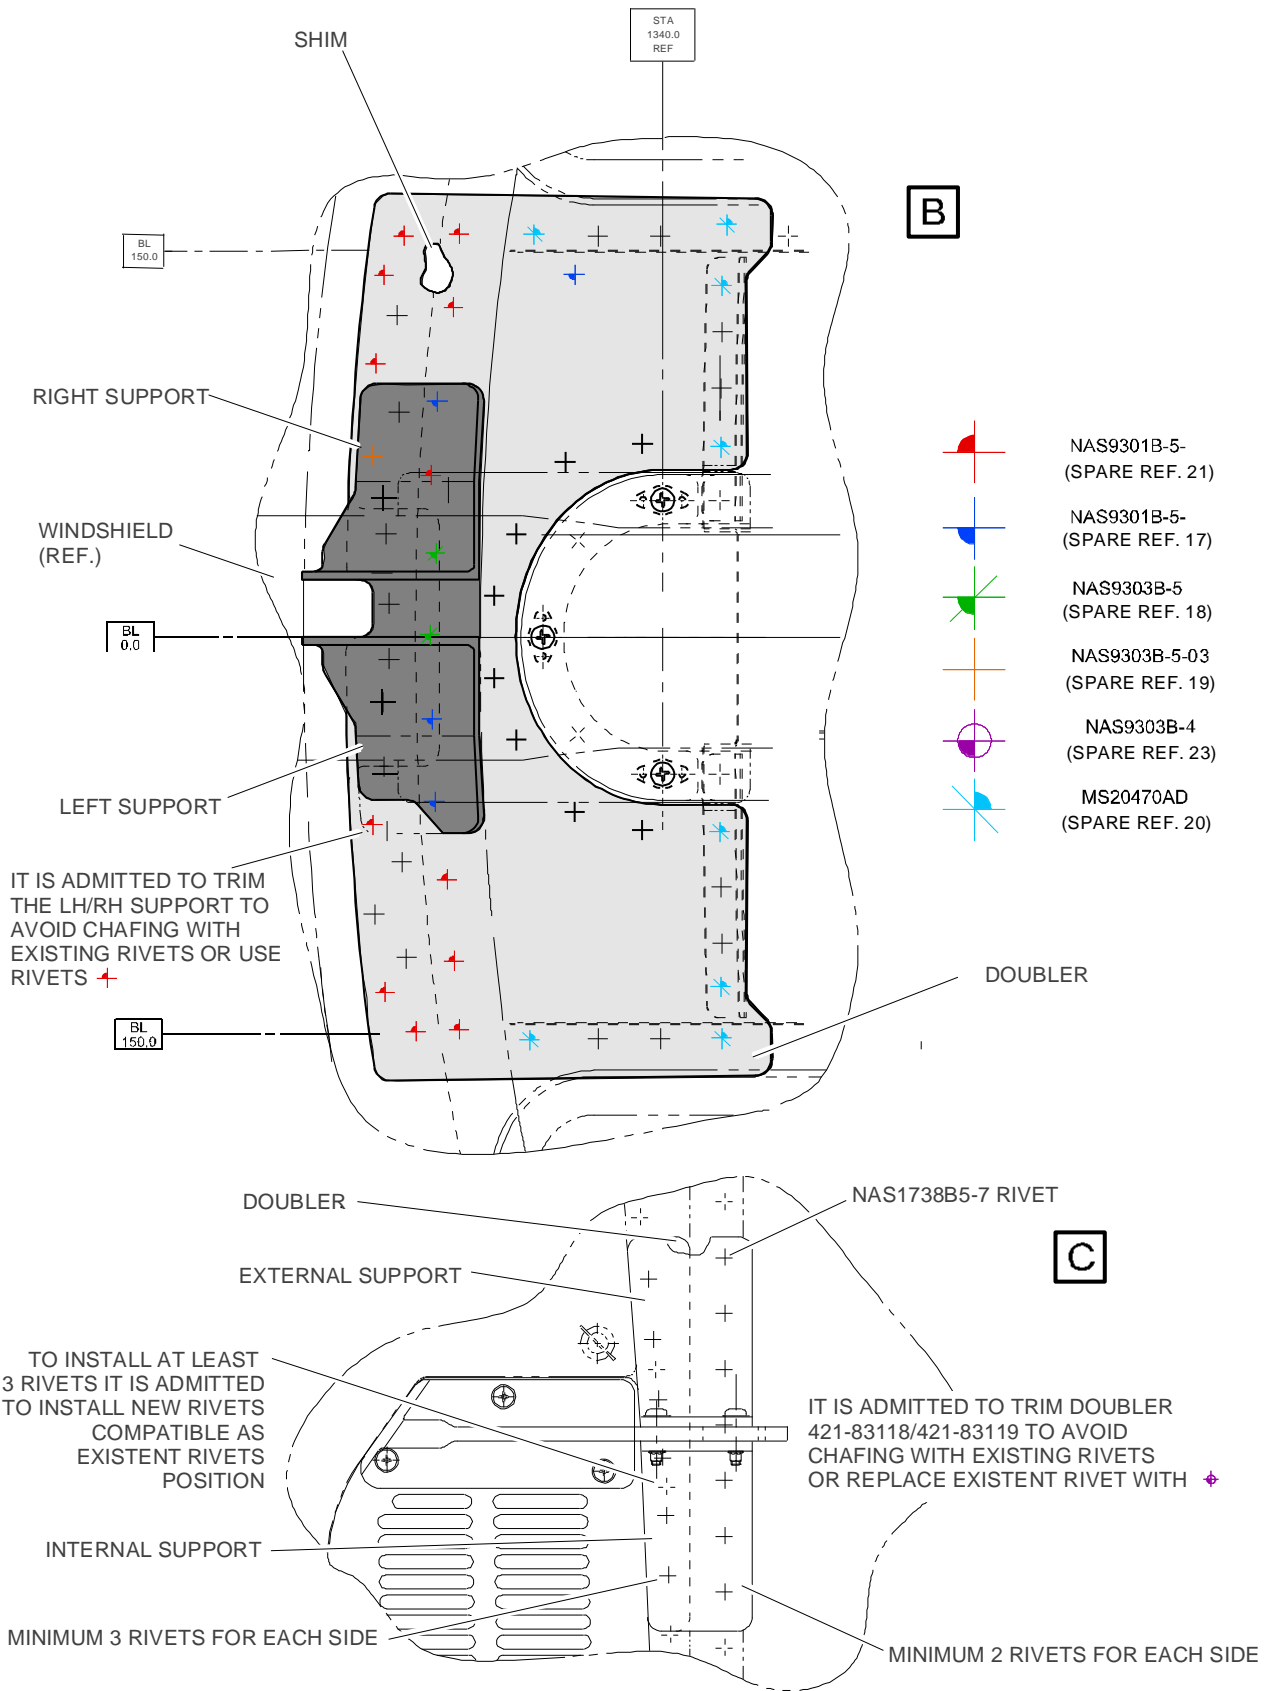 STA
1340.0
REF
SHIM
B
BL
150.0
RIGHT SUPPORT
NAS9301B-5-
(SPARE REF. 21)
WINDSHIELD
(REF.)
NAS9301B-5-
(SPARE REF. 17)
NAS9303B-5
(SPARE REF. 18)
BL
0.0
NAS9303B-5-03
(SPARE REF. 19)
NAS9303B-4
(SPARE REF. 23)
LEFT SUPPORT
MS20470AD
(SPARE REF. 20)
IT IS ADMITTED TO TRIM
THE LH/RH SUPPORT TO
AVOID CHAFING WITH
EXISTING RIVETS OR USE
RIVETS
DOUBLER
BL
150.0
DOUBLER
NAS1738B5-7 RIVET
C
EXTERNAL SUPPORT
TO INSTALL AT LEAST
3 RIVETS IT IS ADMITTED
TO INSTALL NEW RIVETS
COMPATIBLE AS
EXISTENT RIVETS
POSITION
IT IS ADMITTED TO TRIM DOUBLER
421-83118/421-83119 TO AVOID
CHAFING WITH EXISTING RIVETS
OR REPLACE EXISTENT RIVET WITH
INTERNAL SUPPORT
MINIMUM 3 RIVETS FOR EACH SIDE
MINIMUM 2 RIVETS FOR EACH SIDE